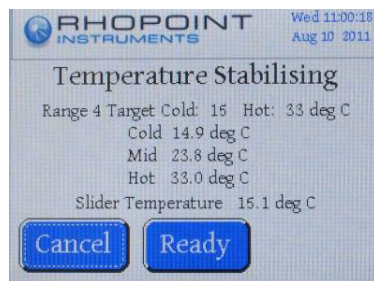 RHOPOINT
INSTRUMENTS
Wed 11:00:18
Aug 10 2011
Temperature Stabilising
Range 4 Target Cold: 15 Hot: 33 deg C
Cold 14.9 deg C
Mid 23.8 deg C
Hot 33.0 deg C
Slider Temperature 15.1 deg C
Cancel Ready